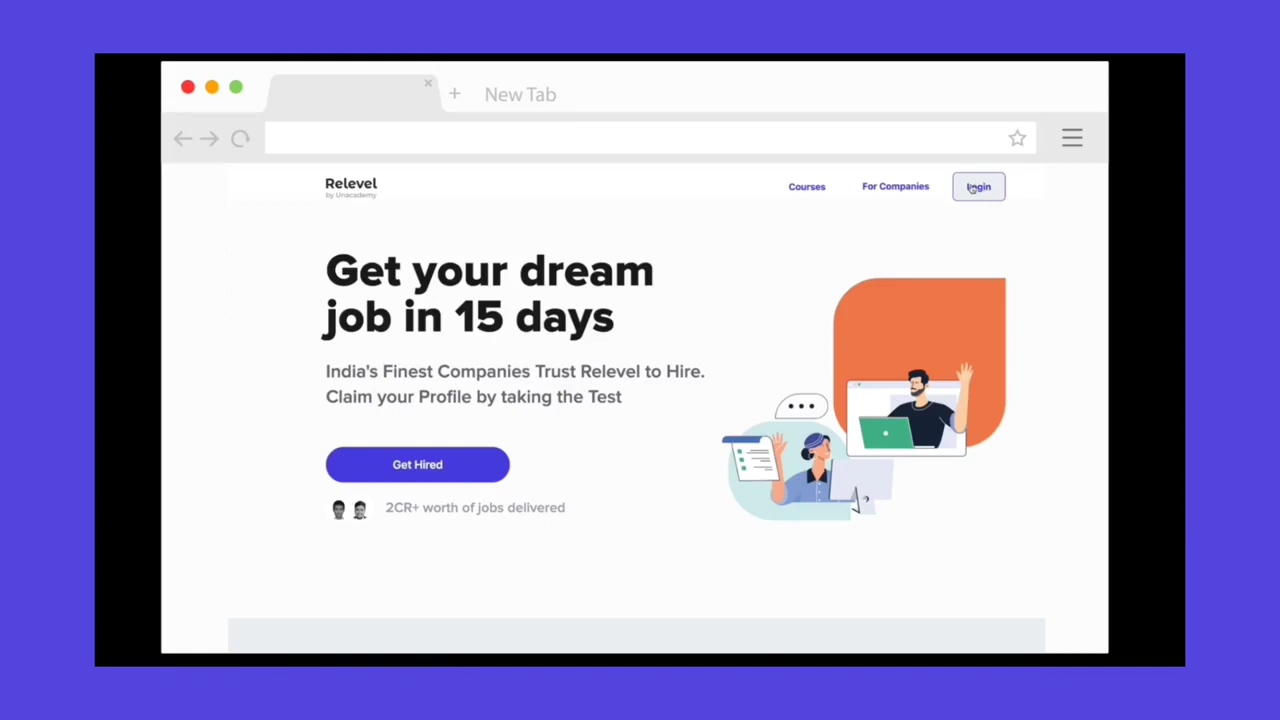 New Tab
Relevel
by Unacademy
Courses
For Companies
Login
Get your dream
job in 15 days
India's Finest Companies Trust Relevel to Hire.
Claim your Profile by taking the Test
Get Hired
2CR+ worth of jobs delivered